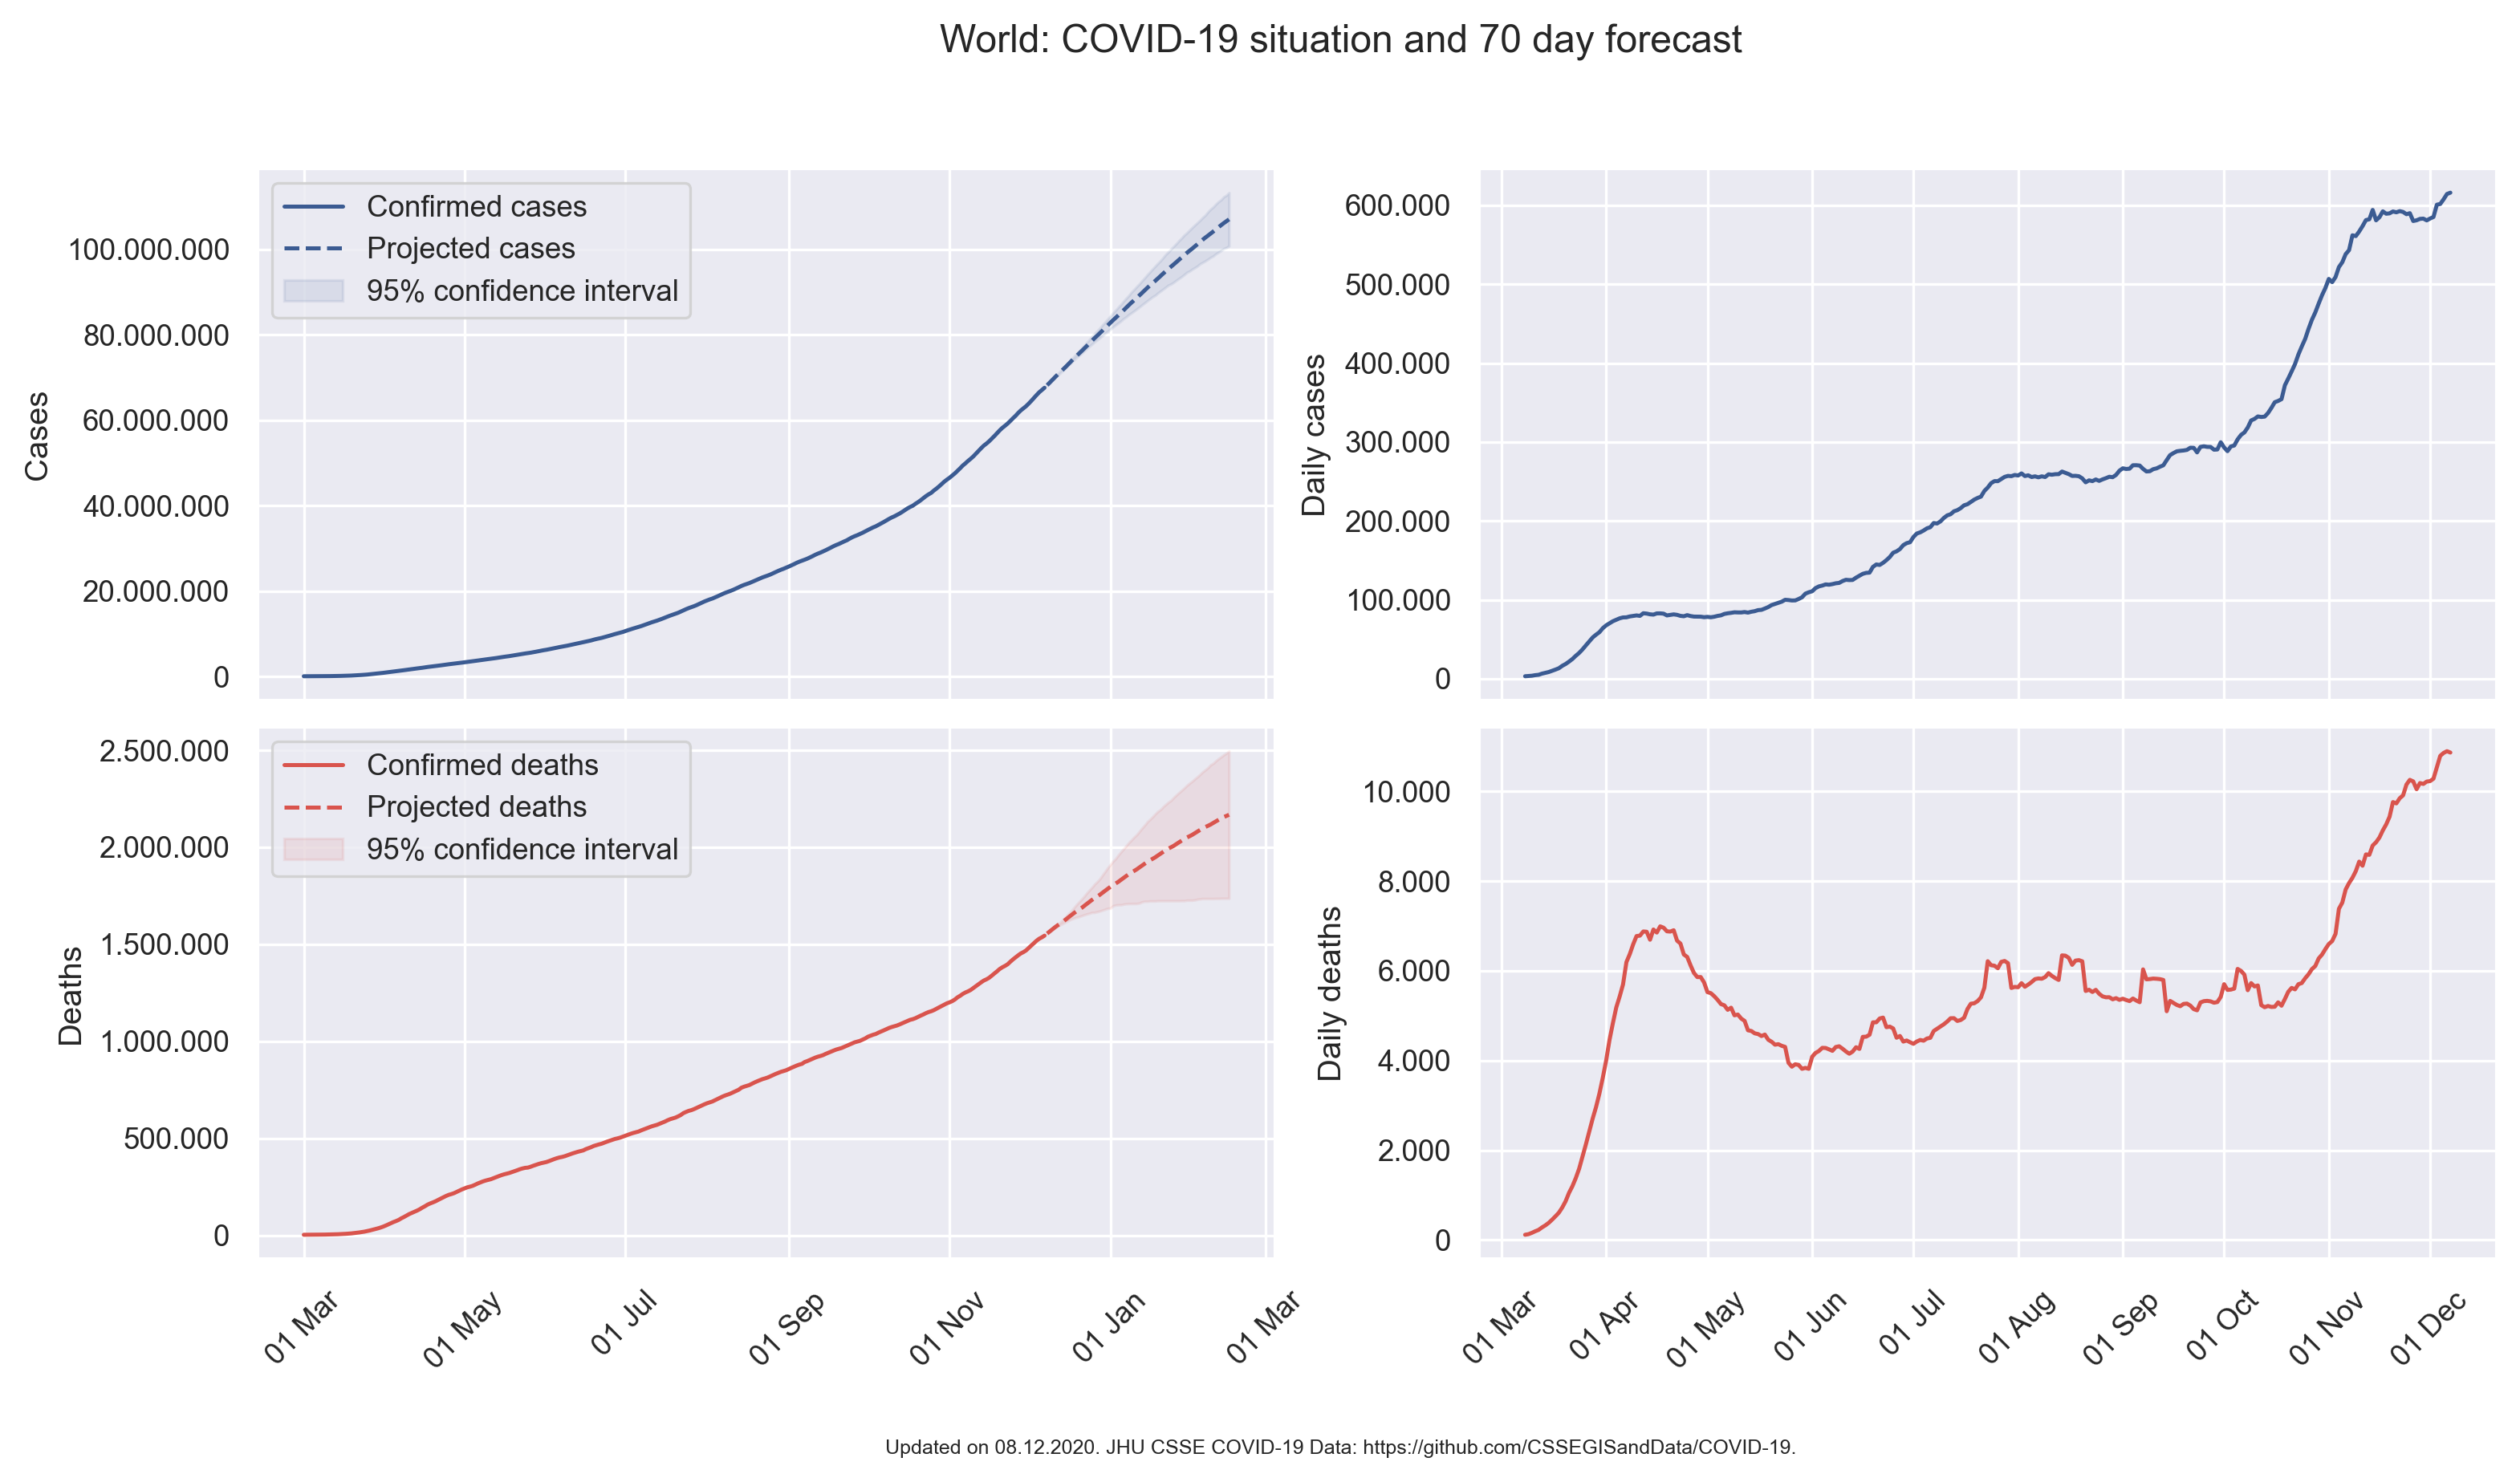 World: COVID-19 situation and 70 day forecast
Confirmed cases
Projected cases
95% confidence interval
Cases
100.000.000
80.000.000
60.000.000
40.000.000
20.000.000
0
Daily cases
600.000
500.000
400.000
300.000
200.000
100.000
0
Confirmed deaths
Projected deaths
95% confidence interval
Deaths
2.500.000
2.000.000
1.500.000
1.000.000
500.000
0
01 Mar
01 May
01 Jul
01 Sep
01 Nov
01 Jan
01 Mar
Daily deaths
10.000
8.000
6.000
4.000
2.000
0
01 Mar
01 Apr
01 May
01 Jun
01 Jul
01 Aug
01 Sep
01 Oct
01 Nov
01 Dec
Updated on 08.12.2020. JHU CSSE COVID-19 Data: https://github.com/CSSEGISandData/COVID-19.